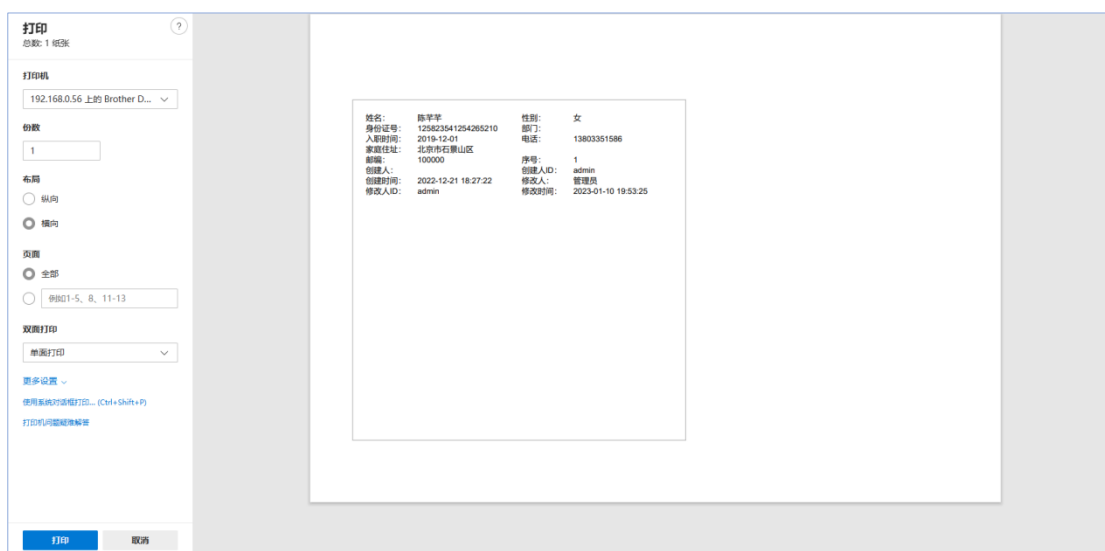 打印
?
总数: 1 纸张
打印机
192.168.0.56 上的 Brother D...
份数
1
布局
纵向
横向
页面
全部
例如1-5、8、11-13
双面打印
单面打印
更多设置
使用系统对话框打印... (Ctrl+Shift+P)
打印机问题疑难解答
打印 取消
姓名: 陈芊芊 性别: 女
身份证号: 125823541254265210 部门:
入职时间: 2019-12-01 电话: 13803351586
家庭住址: 北京市石景山区
邮编: 100000 序号: 1
创建人: 创建人ID: admin
创建时间: 2022-12-21 18:27:22 修改人: 管理员
修改人ID: admin 修改时间: 2023-01-10 19:53:25